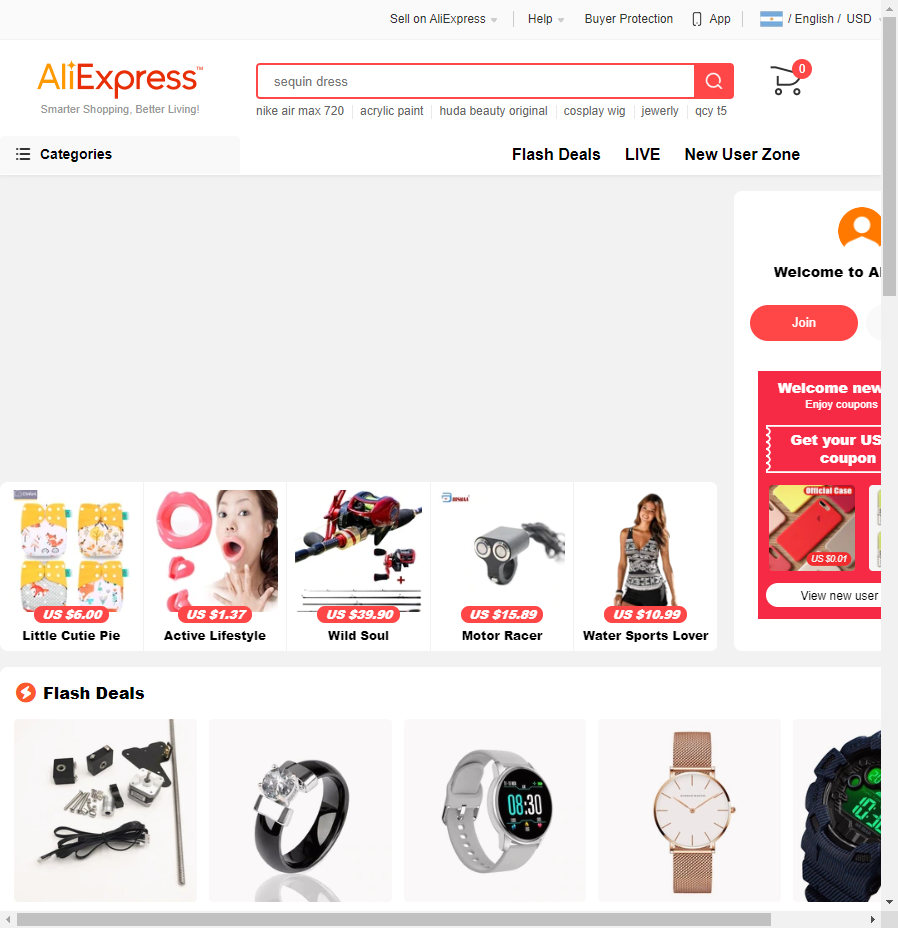 Sell on AliExpress
Help
Buyer Protection
App
/ English / USD
AliExpress™
Smarter Shopping, Better Living!
sequin dress
0
nike air max 720
acrylic paint
huda beauty original
cosplay wig
jewerly
qcy t5
Categories
Flash Deals
LIVE
New User Zone
Welcome to Al
Join
Welcome new
Enjoy coupons
Get your US
coupon
Official Case
US $0.01
View new user
US $6.00
Little Cutie Pie
US $1.37
Active Lifestyle
US $39.90
Wild Soul
US $15.89
Motor Racer
US $10.99
Water Sports Lover
Flash Deals
08:30